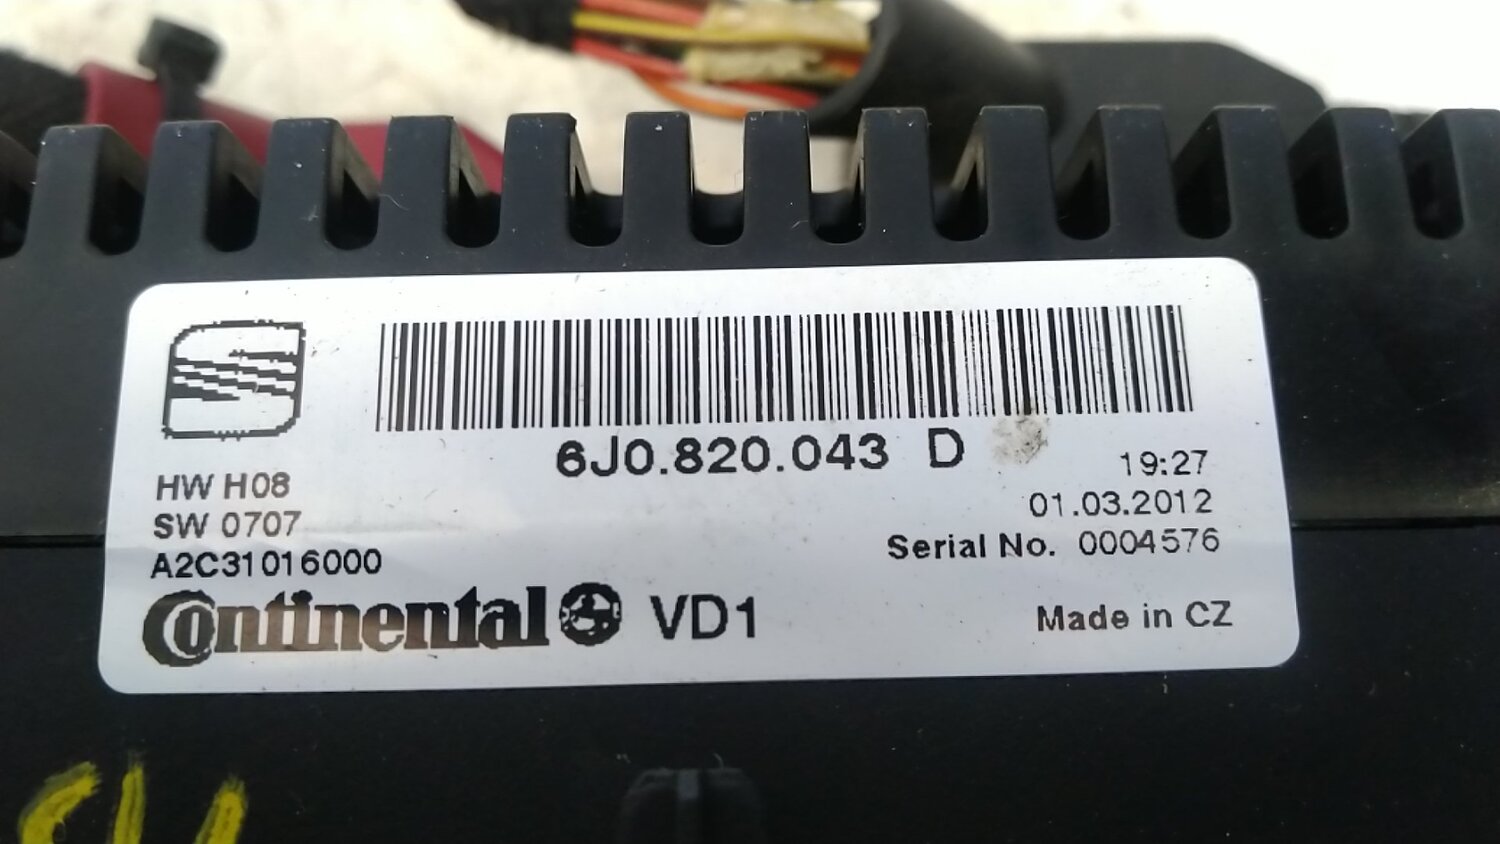 6J0.820.043 D
HW H08
19:27
SW 0707
01.03.2012
A2C31016000
Serial No. 0004576
Continental VD1
Made in CZ